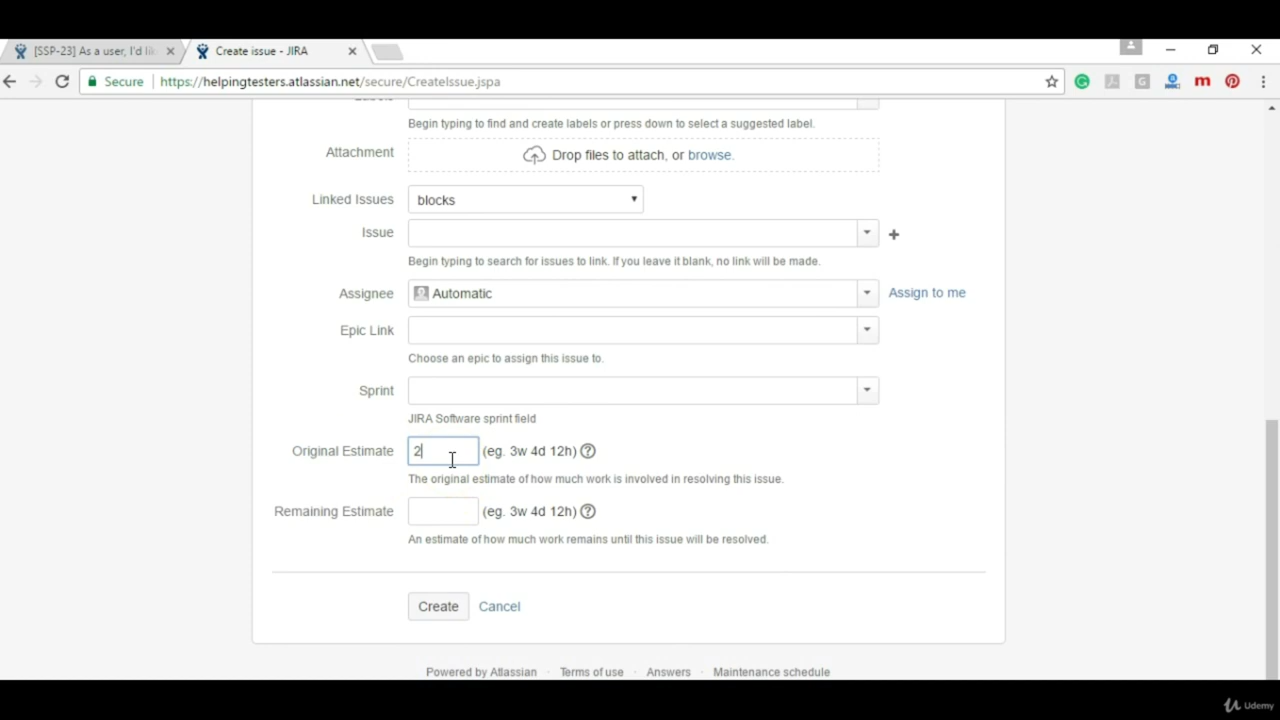 [SSP-23] As a user, I'd li
Create issue - JIRA
Secure https://helpingtesters.atlassian.net/secure/CreateIssue.jspa
Labels
Begin typing to find and create labels or press down to select a suggested label.
Attachment
Drop files to attach, or browse.
Linked Issues blocks
Issue
Begin typing to search for issues to link. If you leave it blank, no link will be made.
Assignee Automatic Assign to me
Epic Link
Choose an epic to assign this issue to.
Sprint
JIRA Software sprint field
Original Estimate 2 (eg. 3w 4d 12h)
The original estimate of how much work is involved in resolving this issue.
Remaining Estimate (eg. 3w 4d 12h)
An estimate of how much work remains until this issue will be resolved.
Create Cancel
Powered by Atlassian · Terms of use · Answers · Maintenance schedule
Udemy